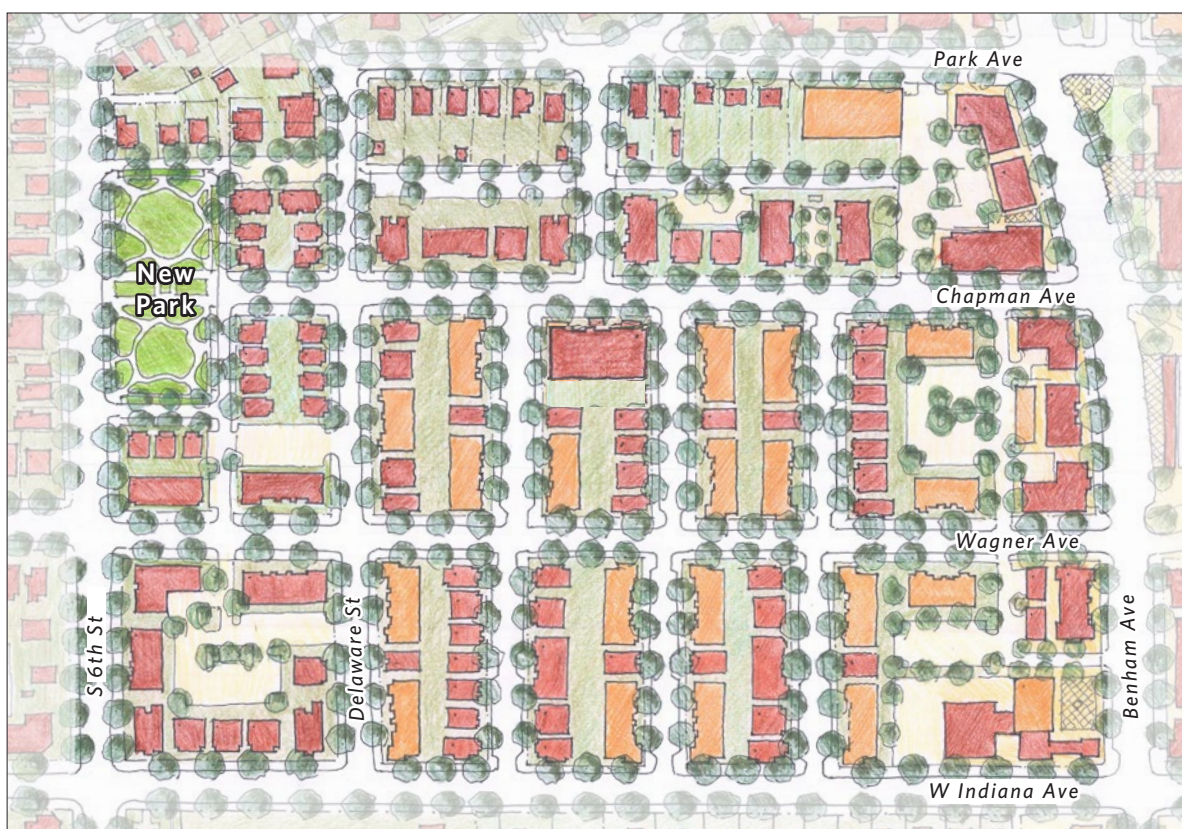 Park Ave
New
Park
Chapman Ave
Wagner Ave
S 6th St
Delaware St
Benham Ave
W Indiana Ave